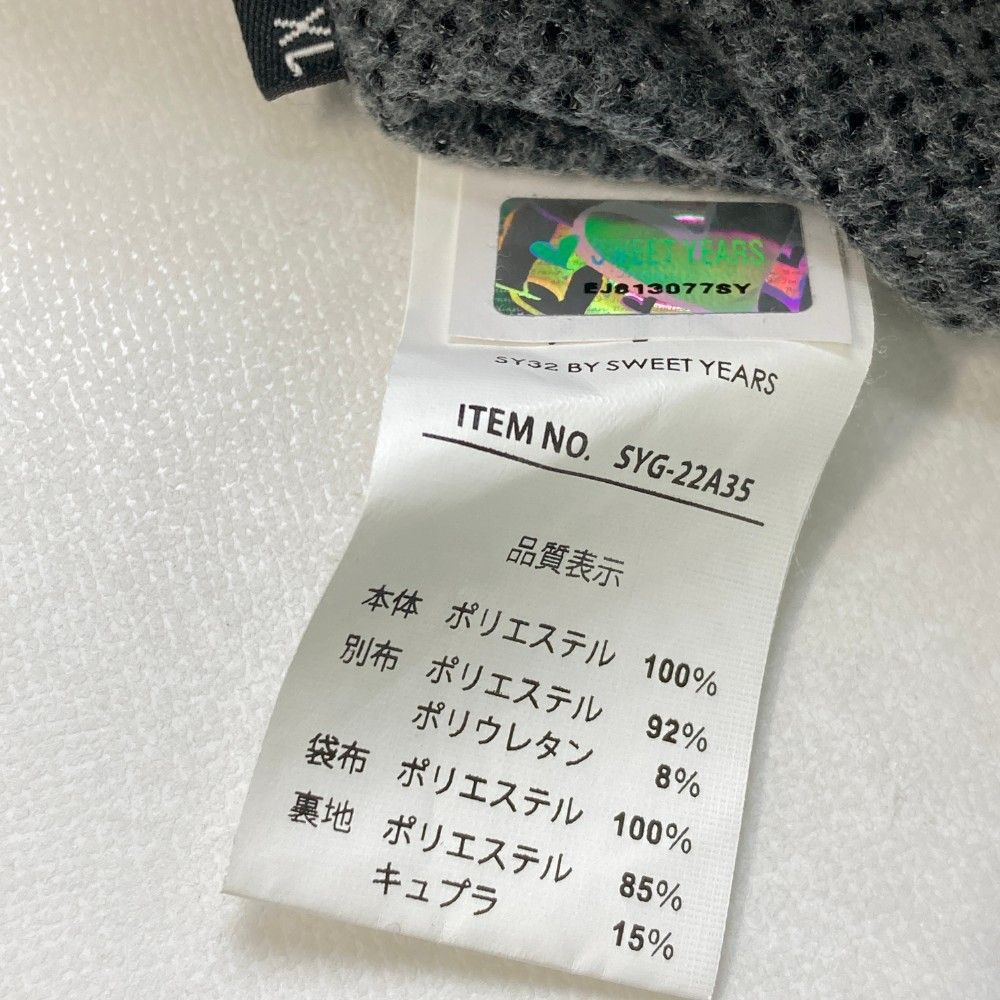 XL
SWEET YEARS
EJ813077SY
SY32 BY SWEET YEARS
ITEM NO. SYG-22A35
品質表示
本体 ポリエステル 100%
別布 ポリエステル 92%
ポリウレタン 8%
袋布 ポリエステル 100%
裏地 ポリエステル 85%
キュプラ 15%